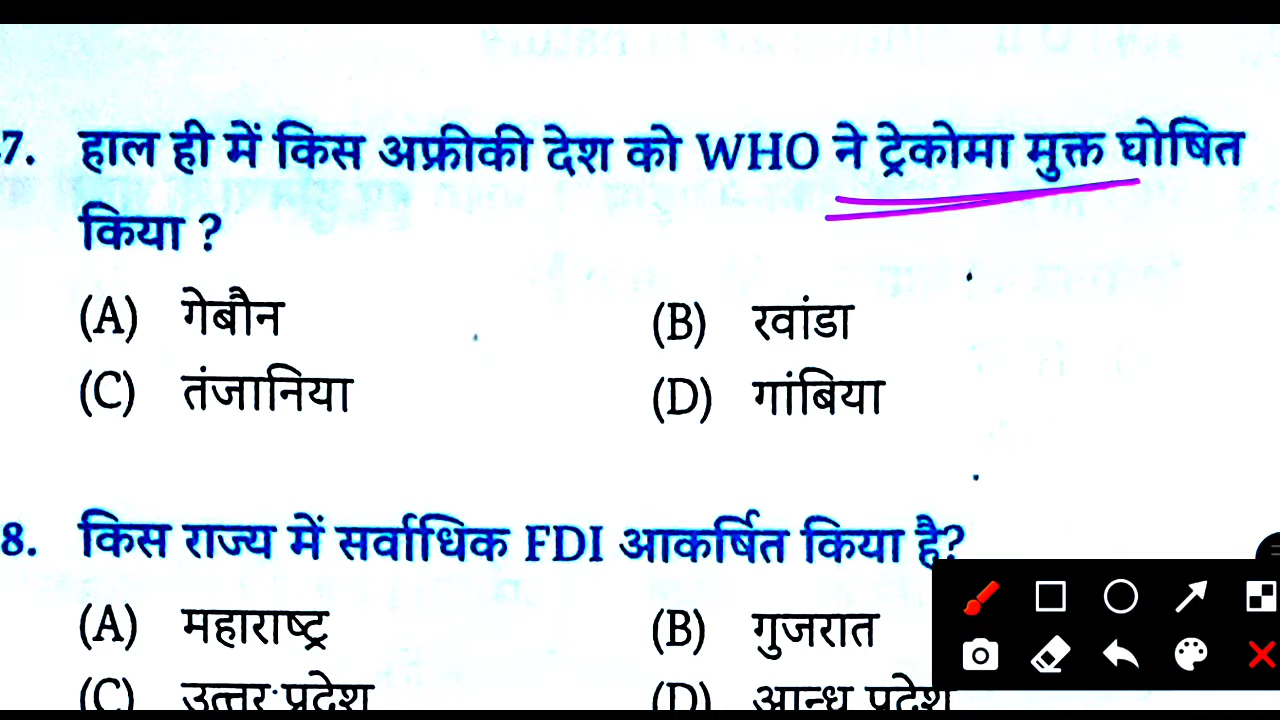 7. हाल ही में किस अफ्रीकी देश को WHO ने ट्रेकोमा मुक्त घोषित
किया ?
(A) गेबौन (B) रवांडा
(C) तंजानिया (D) गांबिया
8. किस राज्य में सर्वाधिक FDI आकर्षित किया है?
(A) महाराष्ट्र (B) गुजरात
(C) उत्तर प्रदेश (D) आन्ध्र प्रदेश